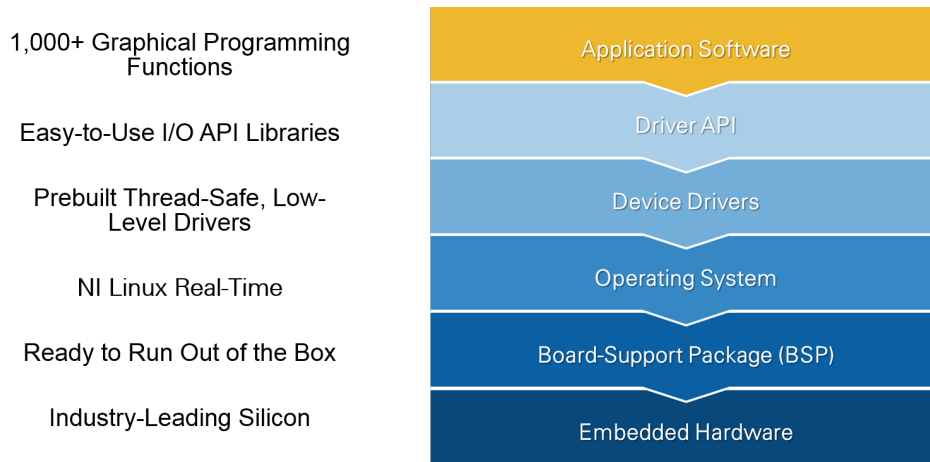 1,000+ Graphical Programming
Functions
Application Software
Easy-to-Use I/O API Libraries
Driver API
Prebuilt Thread-Safe, Low-
Level Drivers
Device Drivers
NI Linux Real-Time
Operating System
Ready to Run Out of the Box
Board-Support Package (BSP)
Industry-Leading Silicon
Embedded Hardware